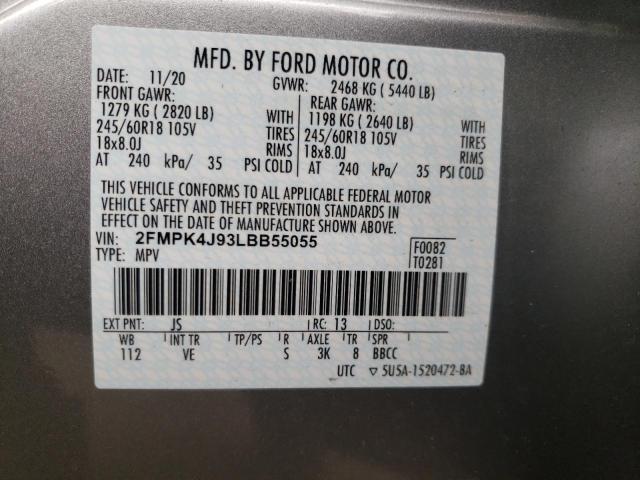 MFD. BY FORD MOTOR CO.
DATE: 11/20 GVWR: 2468 KG ( 5440 LB)
FRONT GAWR: REAR GAWR:
1279 KG ( 2820 LB) WITH 1198 KG ( 2640 LB) WITH
245/60R18 105V TIRES 245/60R18 105V TIRES
18x8.0J RIMS 18x8.0J RIMS
AT 240 kPa/ 35 PSI COLD AT 240 kPa/ 35 PSI COLD
THIS VEHICLE CONFORMS TO ALL APPLICABLE FEDERAL MOTOR
VEHICLE SAFETY AND THEFT PREVENTION STANDARDS IN
EFFECT ON THE DATE OF MANUFACTURE SHOWN ABOVE.
VIN: 2FMPK4J93LBB55055 F0082
TYPE: MPV T0281
EXT PNT: JS RC: 13 DSO:
WB INT TR TP/PS R AXLE TR SPR
112 VE S 3K 8 BBCC
UTC ▽ 5U5A-1520472-BA